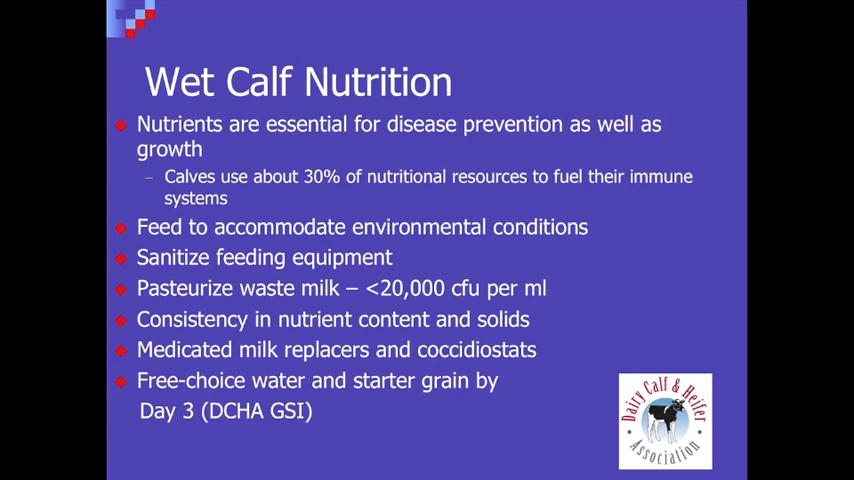 Wet Calf Nutrition
Nutrients are essential for disease prevention as well as
growth
– Calves use about 30% of nutritional resources to fuel their immune
systems
Feed to accommodate environmental conditions
Sanitize feeding equipment
Pasteurize waste milk – <20,000 cfu per ml
Consistency in nutrient content and solids
Medicated milk replacers and coccidiostats
Free-choice water and starter grain by
Day 3 (DCHA GSI)
Dairy Calf & Heifer
• Association •